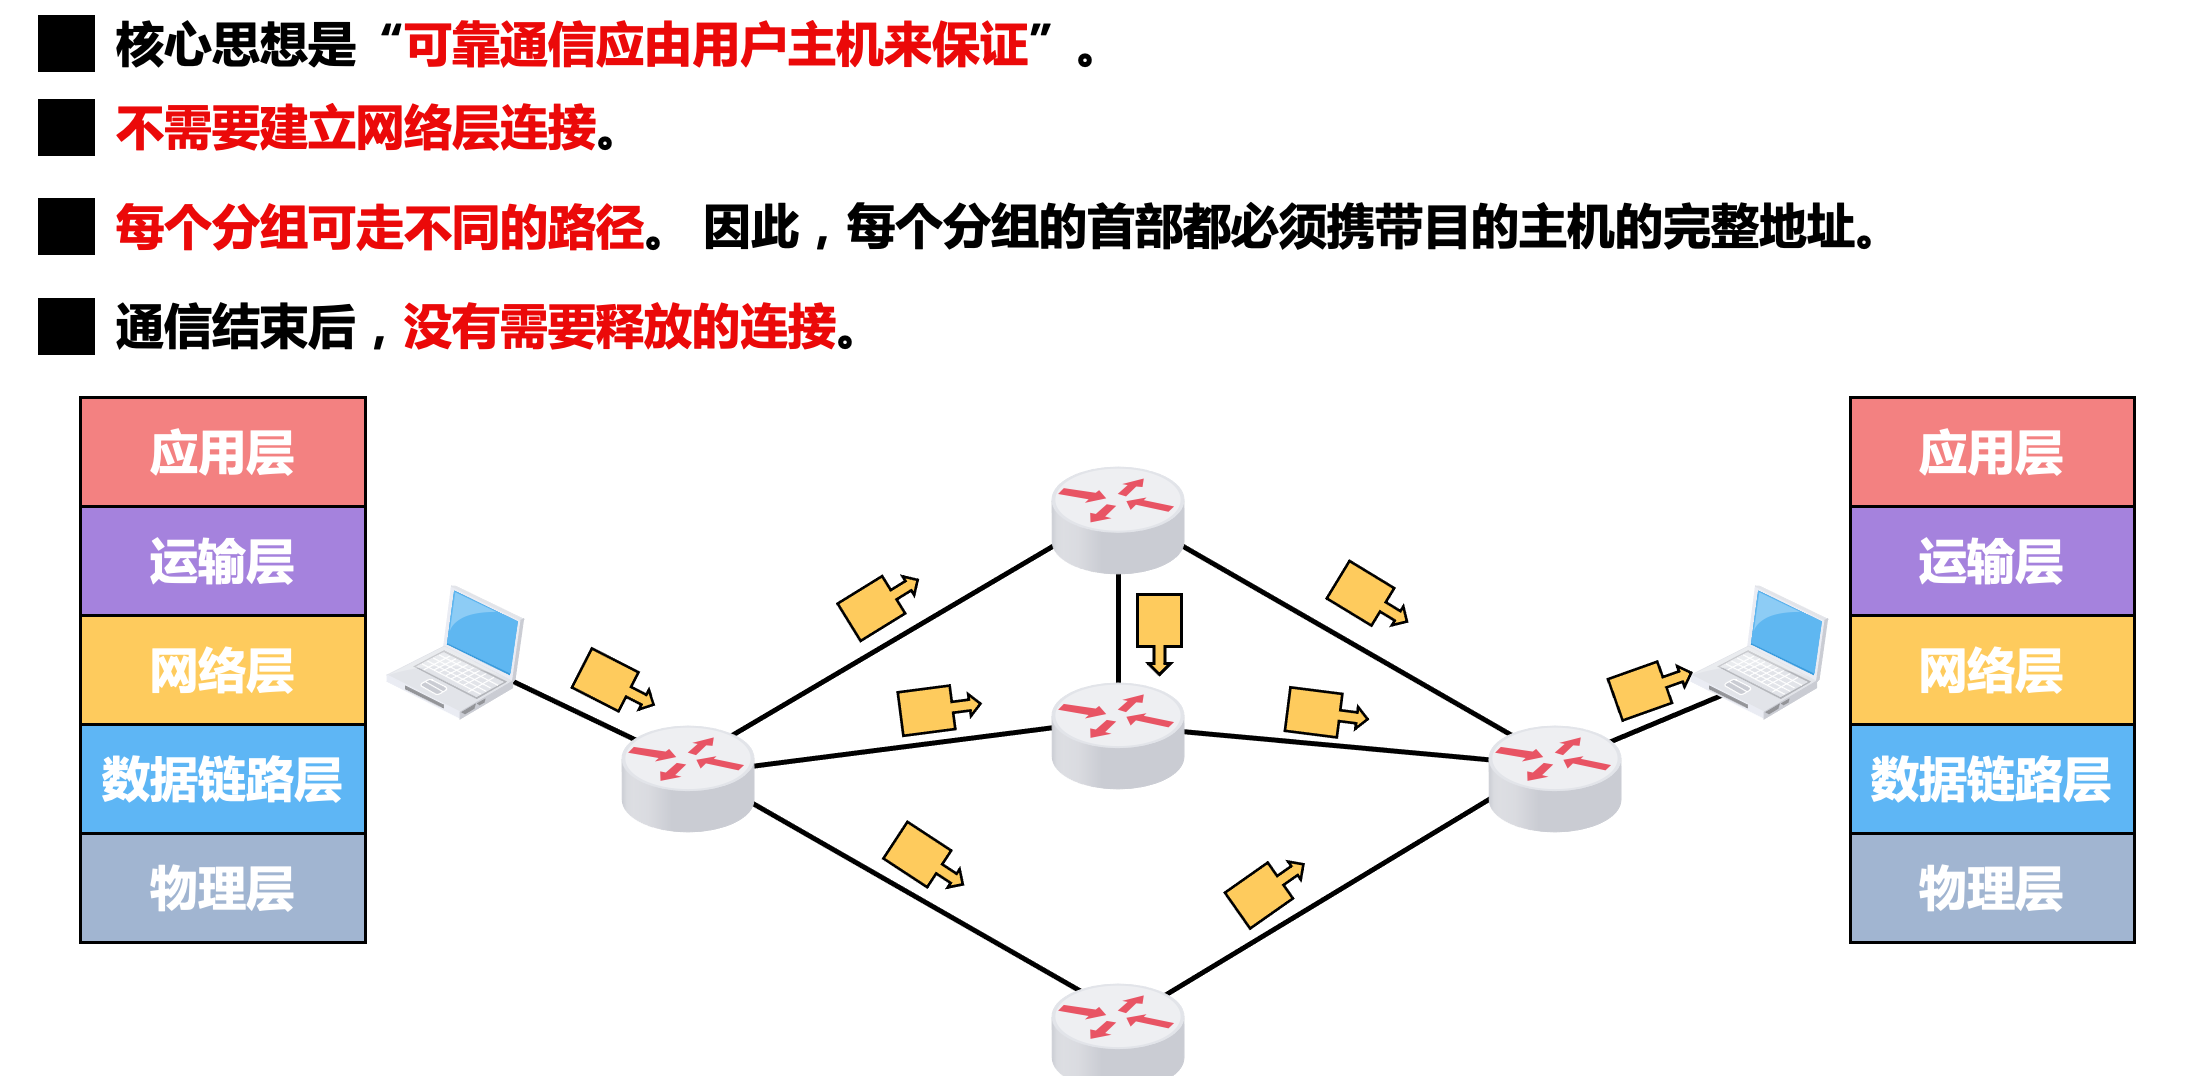 核心思想是“可靠通信应由用户主机来保证”。
不需要建立网络层连接。
每个分组可走不同的路径。 因此，每个分组的首部都必须携带目的主机的完整地址。
通信结束后，没有需要释放的连接。
应用层
运输层
网络层
数据链路层
物理层
应用层
运输层
网络层
数据链路层
物理层